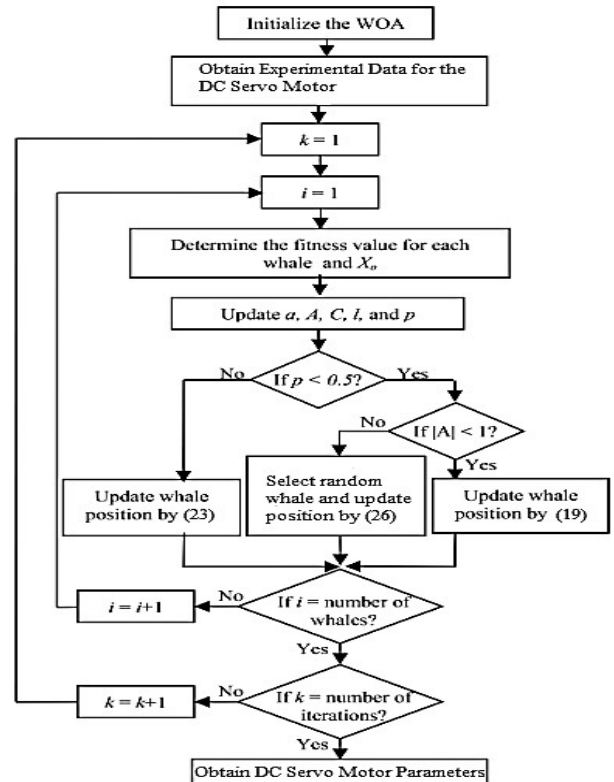 Initialize the WOA
Obtain Experimental Data for the
DC Servo Motor
k = 1
i = 1
Determine the fitness value for each
whale and Xo
Update a, A, C, l, and p
No
If p < 0.5?
Yes
No
If |A| < 1?
Yes
Update whale
position by (23)
Select random
whale and update
position by (26)
Update whale
position by (19)
i = i+1
No
If i = number of
whales?
Yes
k = k+1
No
If k = number of
iterations?
Yes
Obtain DC Servo Motor Parameters